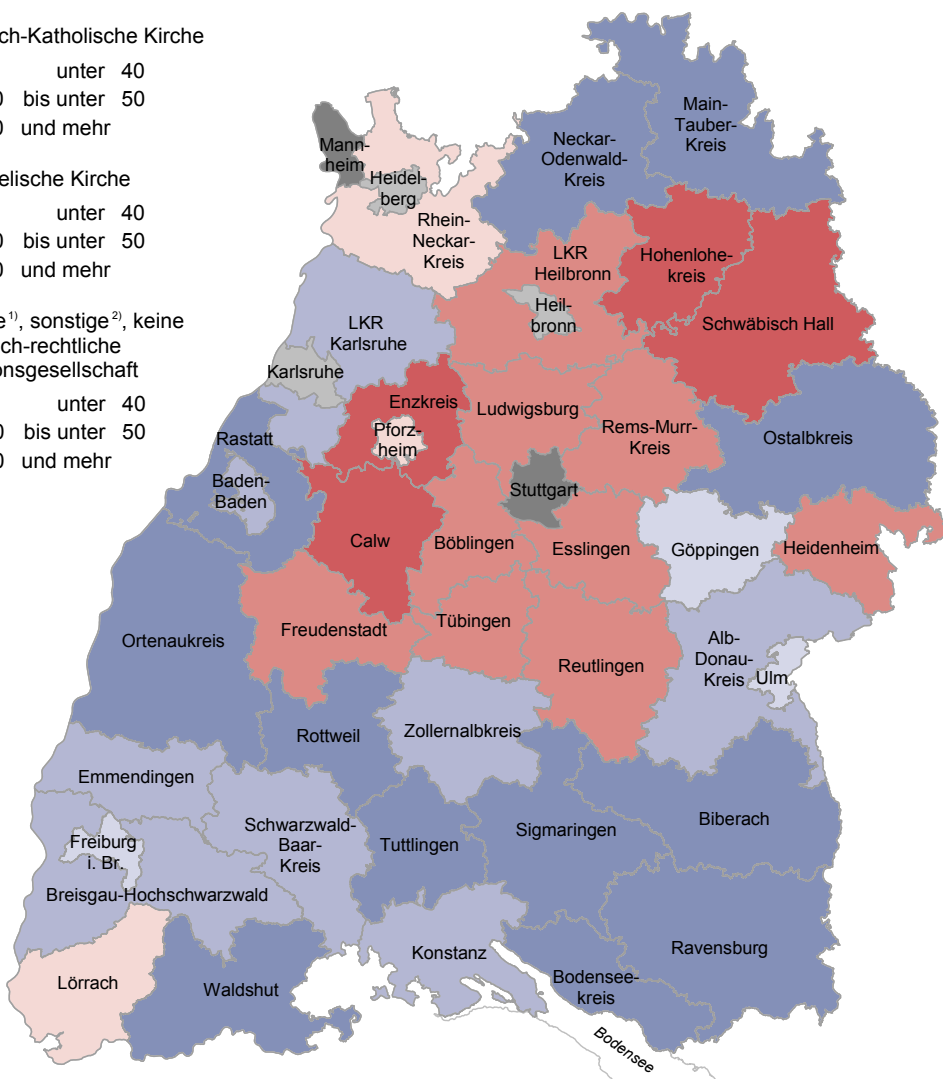 ch-Katholische Kirche
unter 40
0 bis unter 50
0 und mehr
elische Kirche
unter 40
0 bis unter 50
0 und mehr
e¹⁾, sonstige²⁾, keine
ch-rechtliche
onsgesellschaft
unter 40
0 bis unter 50
0 und mehr
Main-
Tauber-
Kreis
Neckar-
Odenwald-
Kreis
Mann-
heim
Heidel-
berg
Rhein-
Neckar-
Kreis
LKR
Heilbronn
Hohenlohe-
kreis
Heil-
bronn
Schwäbisch Hall
LKR
Karlsruhe
Karlsruhe
Enzkreis
Pforz-
heim
Ludwigsburg
Rems-Murr-
Kreis
Ostalbkreis
Rastatt
Baden-
Baden
Stuttgart
Calw
Böblingen
Esslingen
Göppingen
Heidenheim
Ortenaukreis
Freudenstadt
Tübingen
Reutlingen
Alb-
Donau-
Kreis
Ulm
Rottweil
Zollernalbkreis
Emmendingen
Schwarzwald-
Baar-
Kreis
Tuttlingen
Sigmaringen
Biberach
Freiburg
i. Br.
Breisgau-Hochschwarzwald
Lörrach
Waldshut
Konstanz
Bodensee-
kreis
Ravensburg
Bodensee